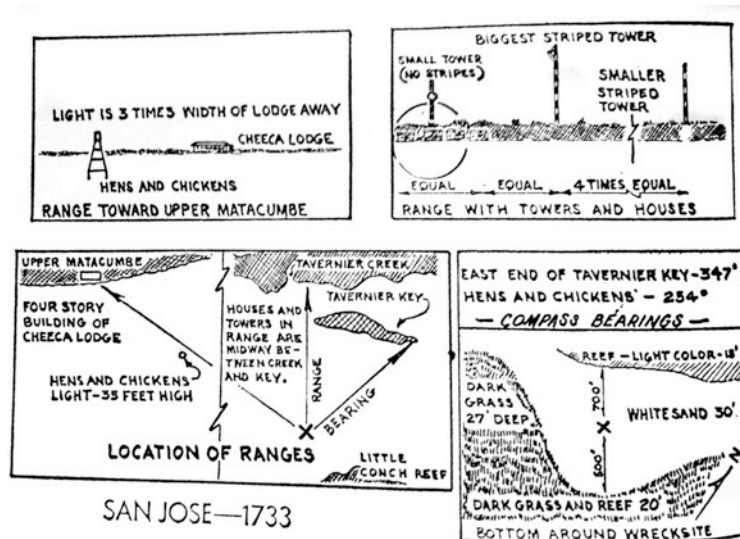 LIGHT IS 3 TIMES WIDTH OF LODGE AWAY
CHEECA LODGE
HENS AND CHICKENS
RANGE TOWARD UPPER MATACUMBE
BIGGEST STRIPED TOWER
SMALL TOWER
(NO STRIPES)
SMALLER
STRIPED
TOWER
EQUAL
EQUAL
4 TIMES EQUAL
RANGE WITH TOWERS AND HOUSES
UPPER MATACUMBE
FOUR STORY
BUILDING OF
CHEECA LODGE
HENS AND CHICKENS
LIGHT-35 FEET HIGH
TAVERNIER CREEK
TAVERNIER
KEY
HOUSES AND
TOWERS IN
RANGE ARE
MIDWAY BE-
TWEEN CREEK
AND KEY.
RANGE
BEARING
X
LOCATION OF RANGES
LITTLE
CONCH REEF
EAST END OF TAVERNIER KEY-347°
HENS AND CHICKENS - 254°
— COMPASS BEARINGS —
REEF - LIGHT COLOR-18'
DARK
GRASS
27' DEEP
700'
WHITE SAND 30'
X
600'
N
DARK GRASS AND REEF 20'
BOTTOM AROUND WRECKSITE
SAN JOSE—1733